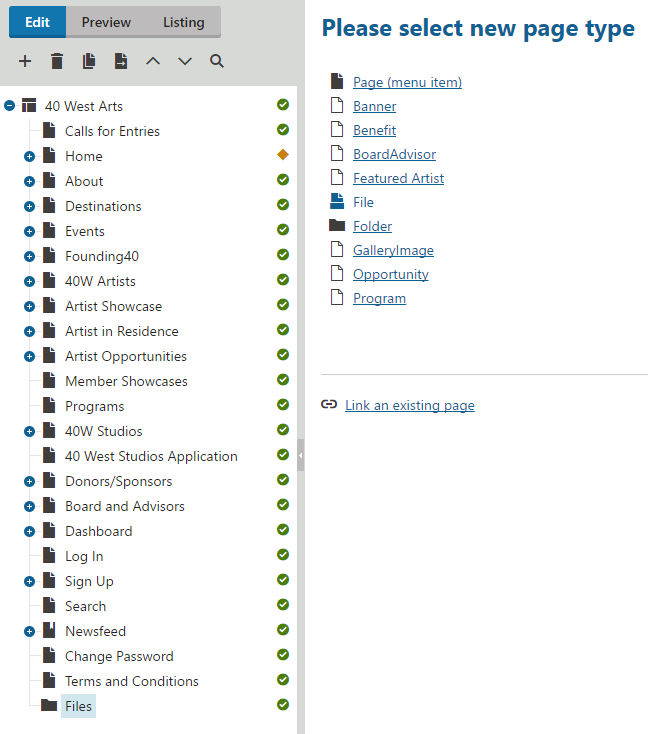 Edit
Preview
Listing
40 West Arts
Calls for Entries
Home
About
Destinations
Events
Founding40
40W Artists
Artist Showcase
Artist in Residence
Artist Opportunities
Member Showcases
Programs
40W Studios
40 West Studios Application
Donors/Sponsors
Board and Advisors
Dashboard
Log In
Sign Up
Search
Newsfeed
Change Password
Terms and Conditions
Files
Please select new page type
Page (menu item)
Banner
Benefit
BoardAdvisor
Featured Artist
File
Folder
GalleryImage
Opportunity
Program
Link an existing page